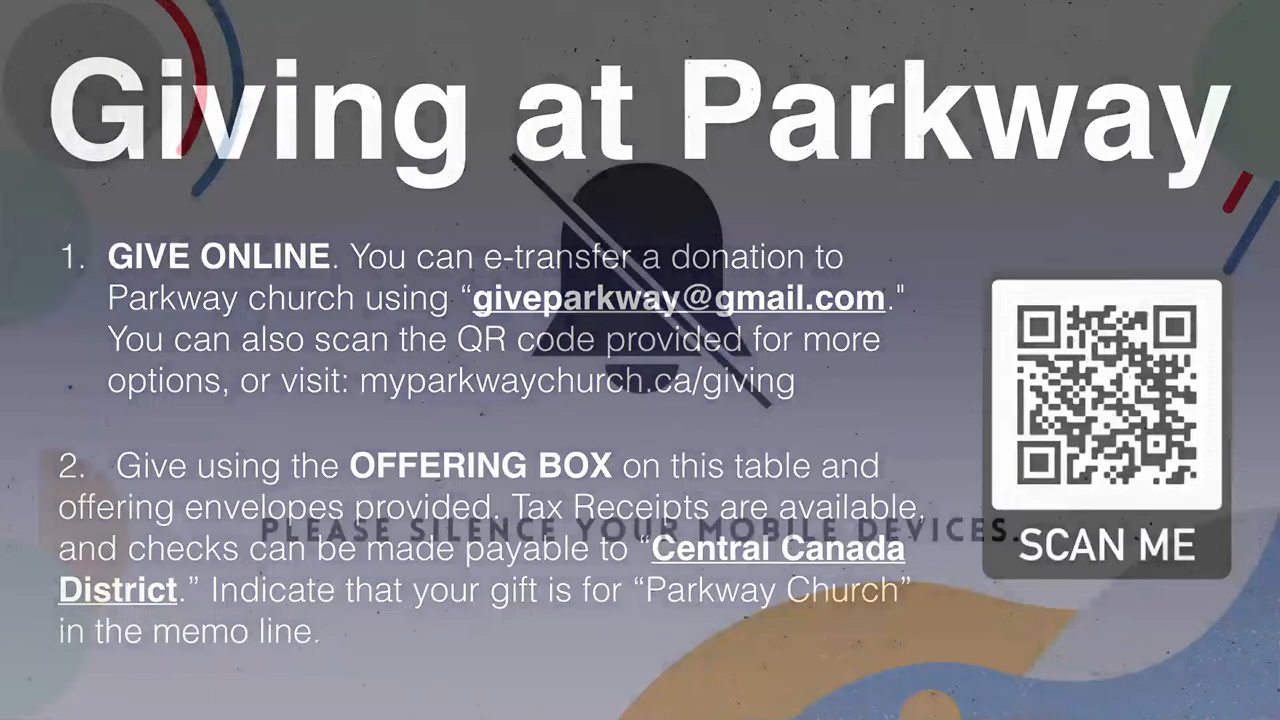 Giving at Parkway
1. GIVE ONLINE. You can e-transfer a donation to
Parkway church using “giveparkway@gmail.com."
You can also scan the QR code provided for more
options, or visit: myparkwaychurch.ca/giving
2. Give using the OFFERING BOX on this table and
offering envelopes provided. Tax Receipts are available,
PLEASE SILENCE YOUR MOBILE DEVICES.
and checks can be made payable to “Central Canada
District.” Indicate that your gift is for “Parkway Church”
in the memo line.
SCAN ME